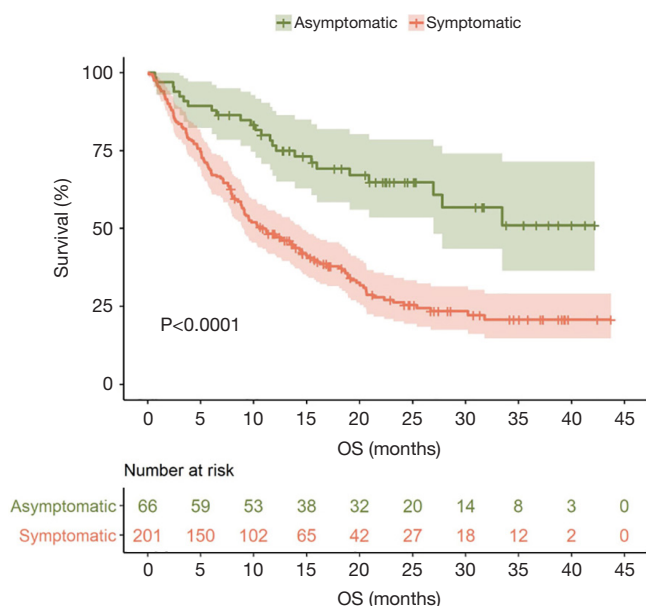 Asymptomatic Symptomatic
100
75
50
25
0
Survival (%)
P<0.0001
0 5 10 15 20 25 30 35 40 45
OS (months)
Number at risk
Asymptomatic 66 59 53 38 32 20 14 8 3 0
Symptomatic 201 150 102 65 42 27 18 12 2 0
0 5 10 15 20 25 30 35 40 45
OS (months)